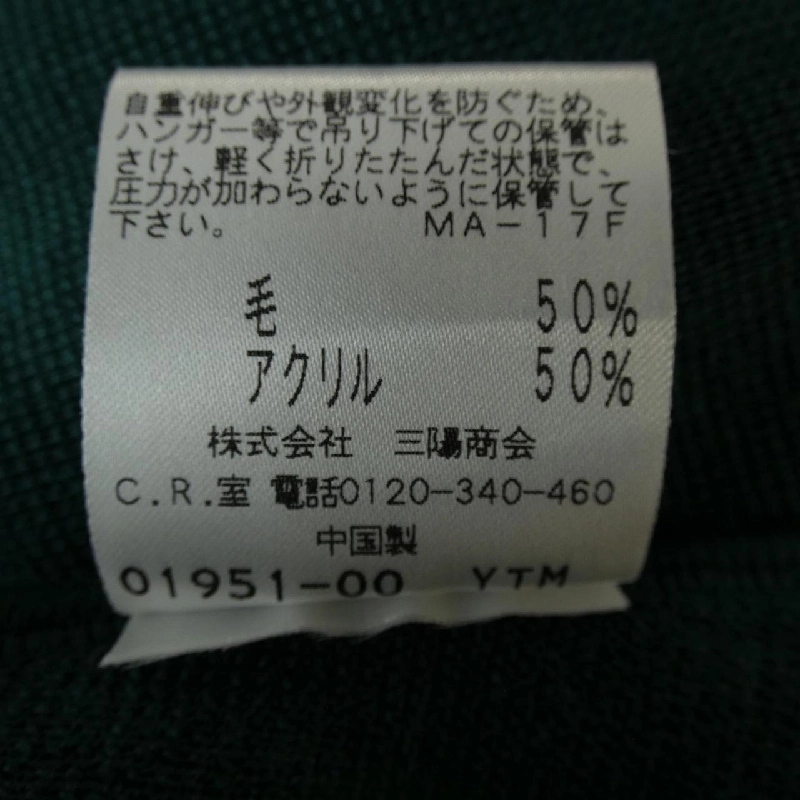 自重伸びや外観変化を防ぐため、
ハンガー等で吊り下げての保管は
さけ、軽く折りたたんだ状態で、
圧力が加わらないように保管して
下さい。 MA-17F
毛 50%
アクリル 50%
株式会社 三陽商会
C.R.室 電話0120-340-460
中国製
01951-00 YTM